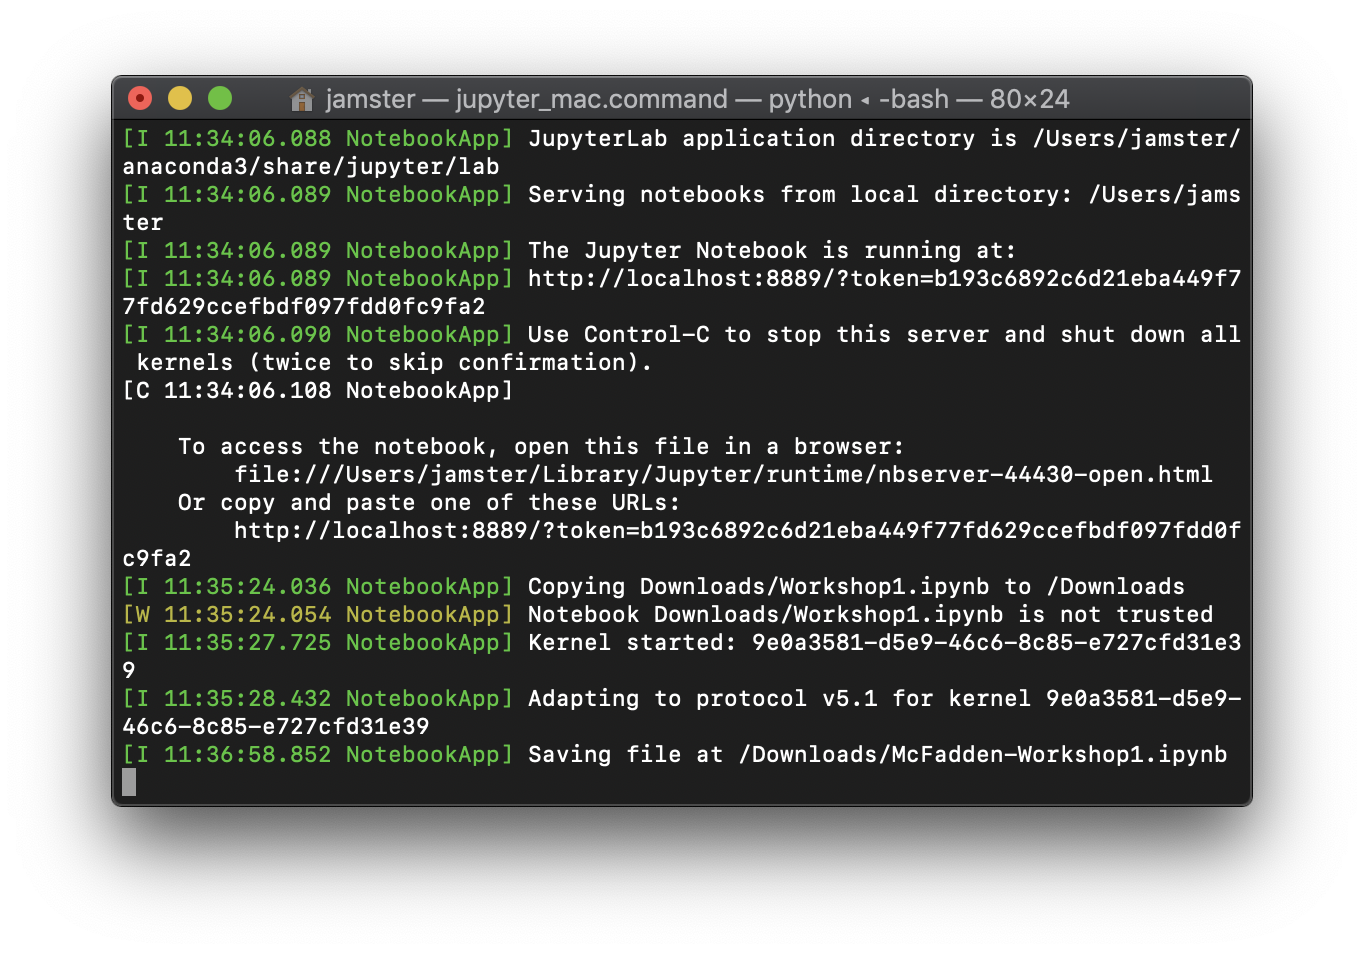 jamster — jupyter_mac.command — python ◂ -bash — 80×24
[I 11:34:06.088 NotebookApp] JupyterLab application directory is /Users/jamster/
anaconda3/share/jupyter/lab
[I 11:34:06.089 NotebookApp] Serving notebooks from local directory: /Users/jams
ter
[I 11:34:06.089 NotebookApp] The Jupyter Notebook is running at:
[I 11:34:06.089 NotebookApp] http://localhost:8889/?token=b193c6892c6d21eba449f7
7fd629ccefbdf097fdd0fc9fa2
[I 11:34:06.090 NotebookApp] Use Control-C to stop this server and shut down all
 kernels (twice to skip confirmation).
[C 11:34:06.108 NotebookApp]

    To access the notebook, open this file in a browser:
        file:///Users/jamster/Library/Jupyter/runtime/nbserver-44430-open.html
    Or copy and paste one of these URLs:
        http://localhost:8889/?token=b193c6892c6d21eba449f77fd629ccefbdf097fdd0f
c9fa2
[I 11:35:24.036 NotebookApp] Copying Downloads/Workshop1.ipynb to /Downloads
[W 11:35:24.054 NotebookApp] Notebook Downloads/Workshop1.ipynb is not trusted
[I 11:35:27.725 NotebookApp] Kernel started: 9e0a3581-d5e9-46c6-8c85-e727cfd31e3
9
[I 11:35:28.432 NotebookApp] Adapting to protocol v5.1 for kernel 9e0a3581-d5e9-
46c6-8c85-e727cfd31e39
[I 11:36:58.852 NotebookApp] Saving file at /Downloads/McFadden-Workshop1.ipynb